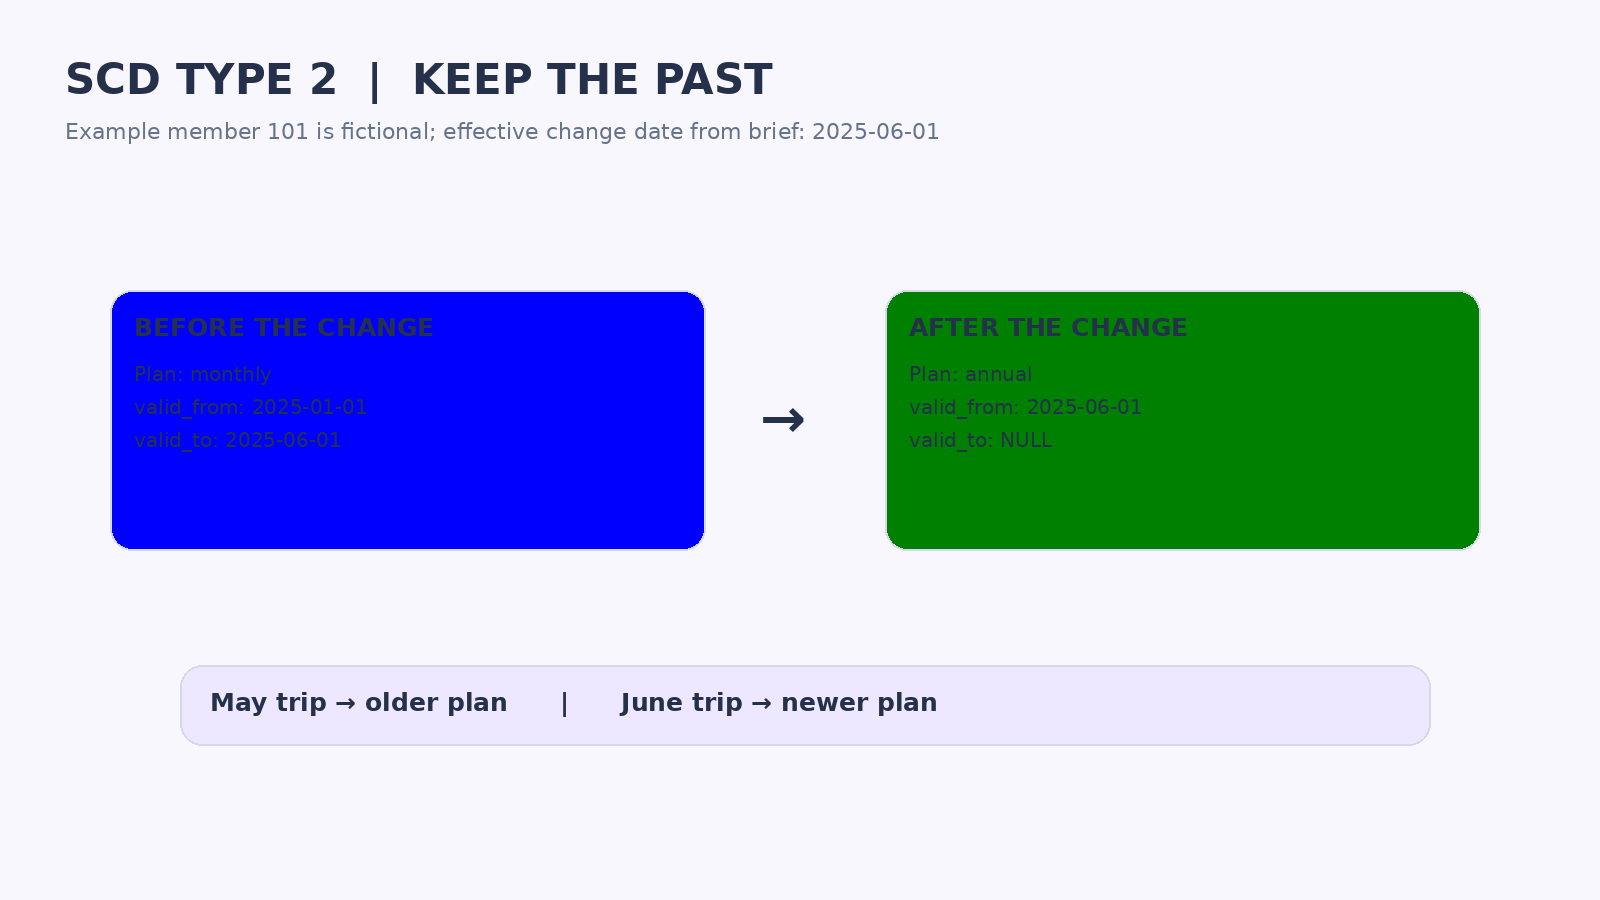 SCD TYPE 2 | KEEP THE PAST
Example member 101 is fictional; effective change date from brief: 2025-06-01
BEFORE THE CHANGE
Plan: monthly
valid_from: 2025-01-01
valid_to: 2025-06-01
→
AFTER THE CHANGE
Plan: annual
valid_from: 2025-06-01
valid_to: NULL
May trip → older plan | June trip → newer plan